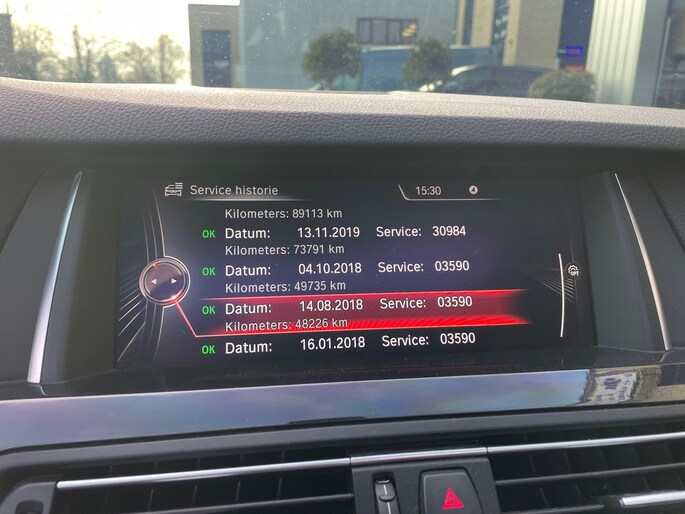 Service historie 15:30
Kilometers: 89113 km
OK Datum: 13.11.2019 Service: 30984
Kilometers: 73791 km
OK Datum: 04.10.2018 Service: 03590
Kilometers: 49735 km
OK Datum: 14.08.2018 Service: 03590
Kilometers: 48226 km
OK Datum: 16.01.2018 Service: 03590